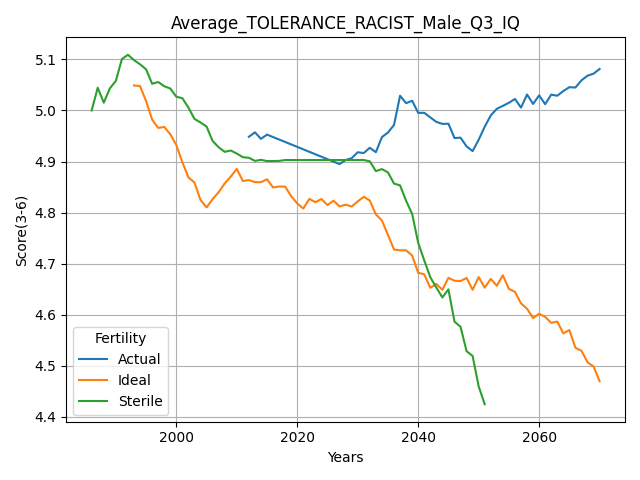 Average_TOLERANCE_RACIST_Male_Q3_IQ
Score(3-6)
5.1
5.0
4.9
4.8
4.7
4.6
4.5
4.4
Fertility
Actual
Ideal
Sterile
2000 2020 2040 2060
Years